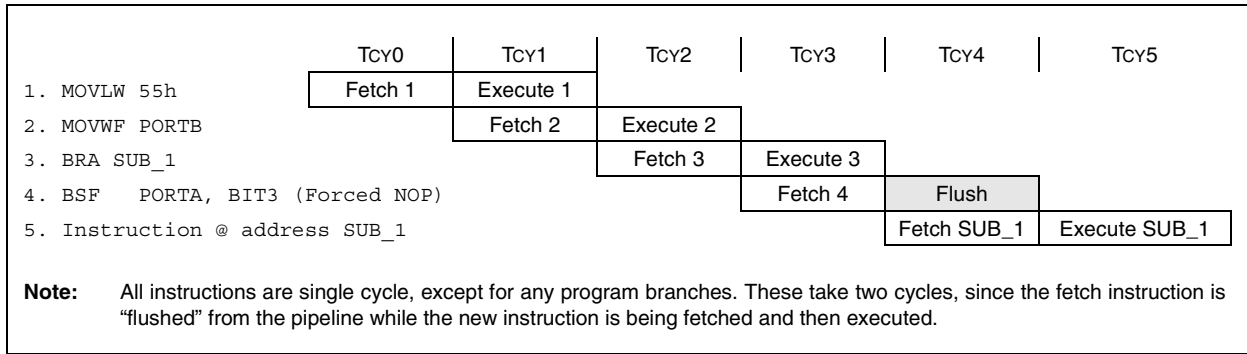 TCY0 TCY1 TCY2 TCY3 TCY4 TCY5
1. MOVLW 55h Fetch 1 Execute 1
2. MOVWF PORTB Fetch 2 Execute 2
3. BRA SUB_1 Fetch 3 Execute 3
4. BSF PORTA, BIT3 (Forced NOP) Fetch 4 Flush
5. Instruction @ address SUB_1 Fetch SUB_1 Execute SUB_1
Note: All instructions are single cycle, except for any program branches. These take two cycles, since the fetch instruction is
“flushed” from the pipeline while the new instruction is being fetched and then executed.